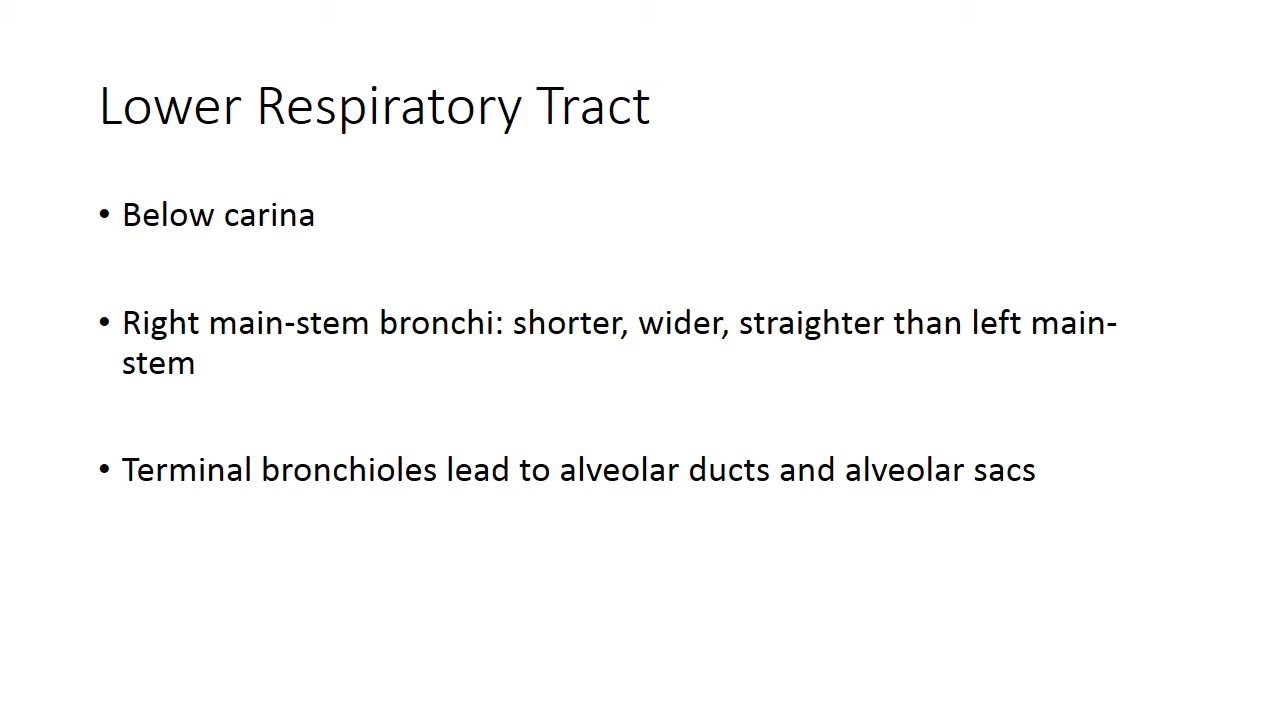 Lower Respiratory Tract
• Below carina
• Right main-stem bronchi: shorter, wider, straighter than left main-
stem
• Terminal bronchioles lead to alveolar ducts and alveolar sacs